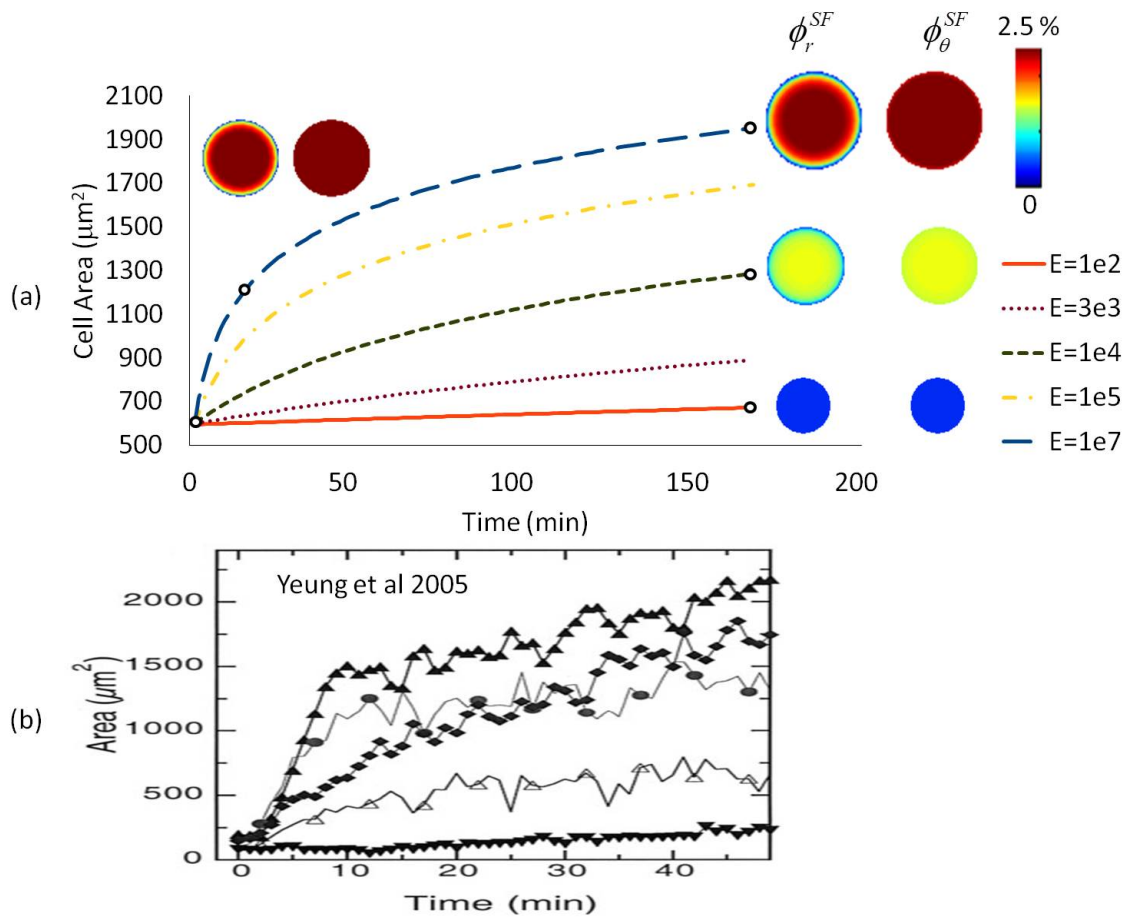 ϕ_r^{SF} ϕ_θ^{SF} 2.5 %
0
2100
1900
1700
1500
1300
1100
900
700
500
Cell Area (µm²)
(a)
0 50 100 150 200
Time (min)
E=1e2
E=3e3
E=1e4
E=1e5
E=1e7
Yeung et al 2005
2000
1500
1000
500
0
Area (µm²)
(b)
0 10 20 30 40
Time (min)